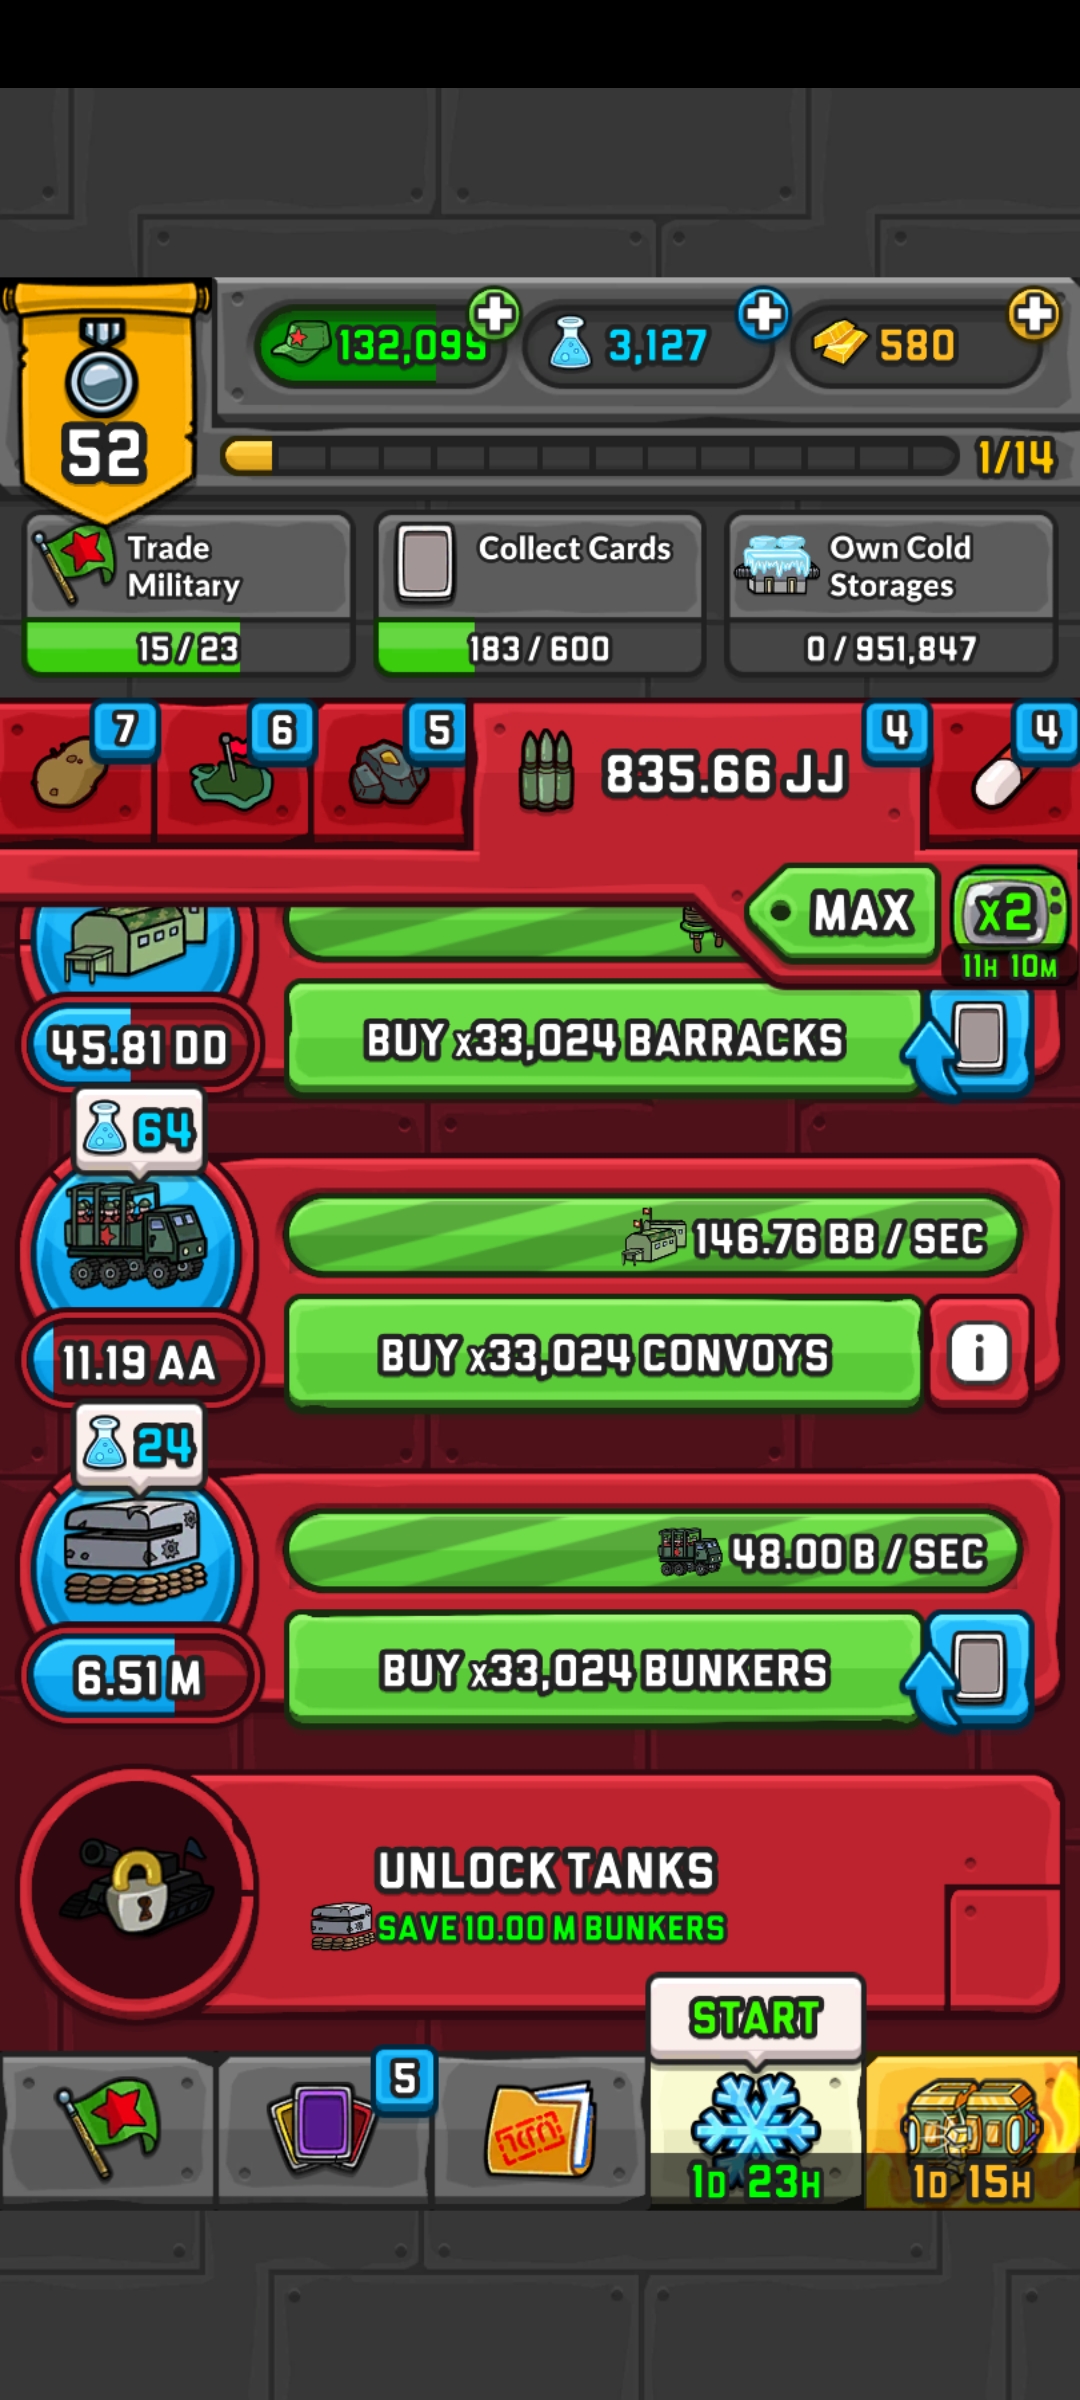 132,095
3,127
580
52
1/14
Trade
Military
Collect Cards
Own Cold
Storages
15/23
183/600
0/951,847
7
6
5
835.66 JJ
4
4
MAX
x2
11H 10M
45.81 DD
BUY x33,024 BARRACKS
64
146.76 BB / SEC
11.19 AA
BUY x33,024 CONVOYS
i
24
48.00 B / SEC
6.51 M
BUY x33,024 BUNKERS
UNLOCK TANKS
SAVE 10.00 M BUNKERS
START
5
1D 23H
1D 15H